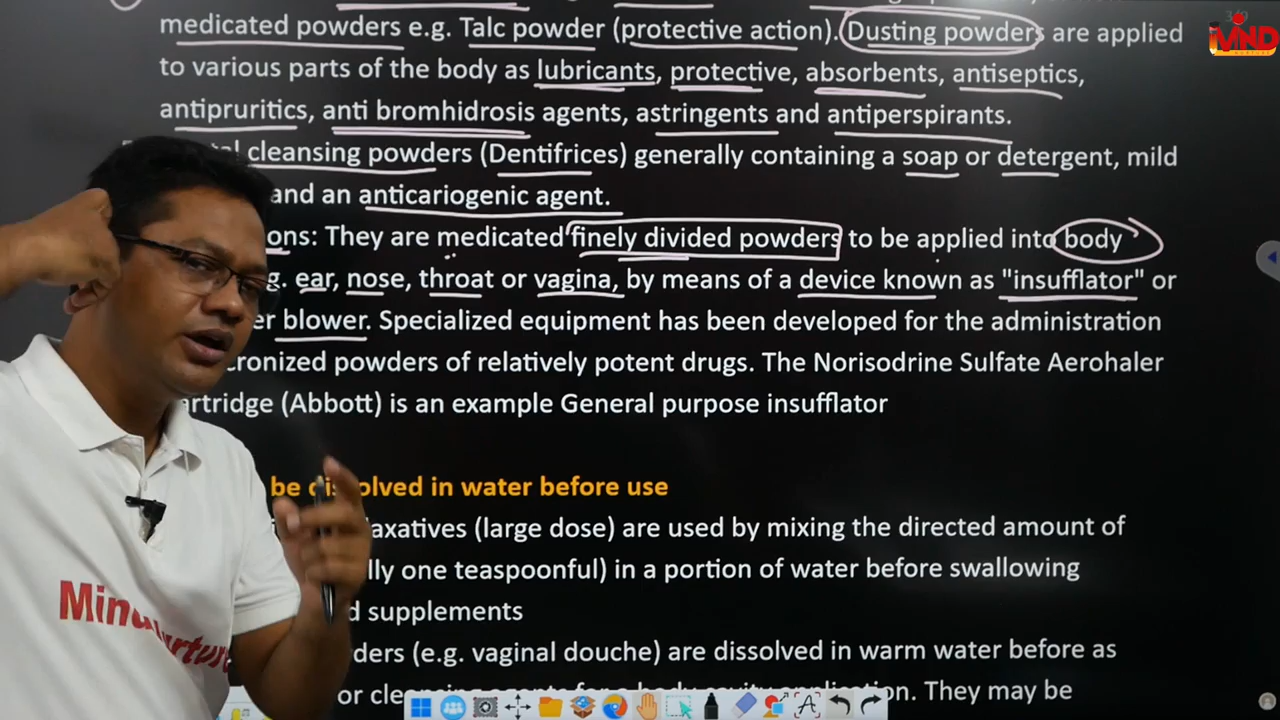 medicated powders e.g. Talc powder (protective action). Dusting powders are applied
to various parts of the body as lubricants, protective, absorbents, antiseptics,
antipruritics, anti bromhidrosis agents, astringents and antiperspirants.
cleansing powders (Dentifrices) generally containing a soap or detergent, mild
and an anticariogenic agent.
ons: They are medicated finely divided powders to be applied into body
g. ear, nose, throat or vagina, by means of a device known as "insufflator" or
er blower. Specialized equipment has been developed for the administration
cronized powders of relatively potent drugs. The Norisodrine Sulfate Aerohaler
artridge (Abbott) is an example General purpose insufflator
be dissolved in water before use
laxatives (large dose) are used by mixing the directed amount of
lly one teaspoonful) in a portion of water before swallowing
d supplements
ders (e.g. vaginal douche) are dissolved in warm water before as
or They may be
MND